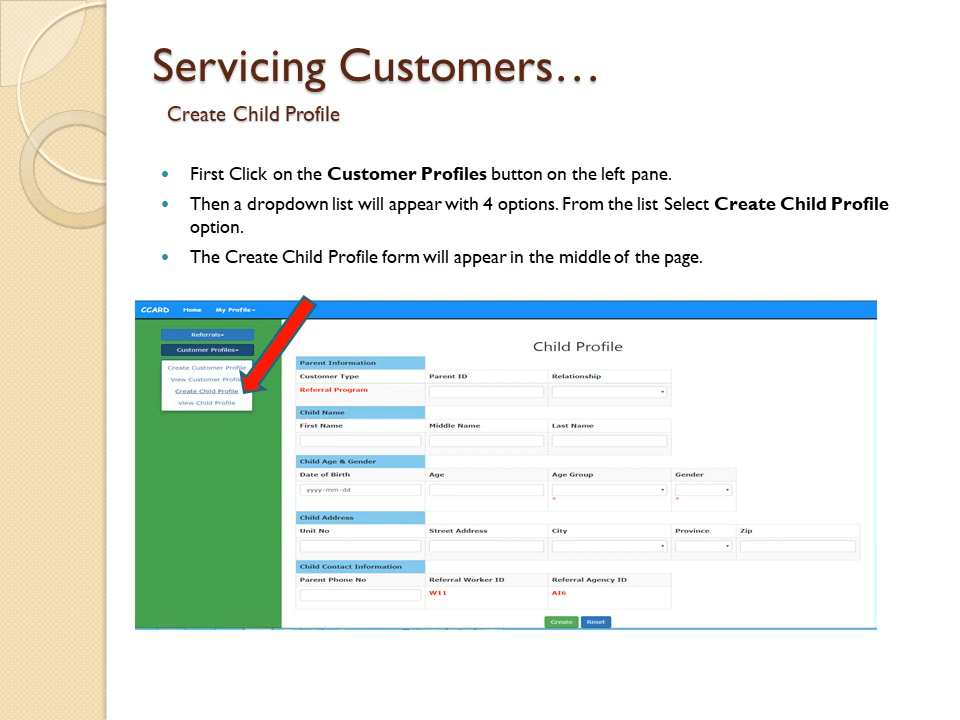 Servicing Customers…
Create Child Profile
First Click on the Customer Profiles button on the left pane.
Then a dropdown list will appear with 4 options. From the list Select Create Child Profile
option.
The Create Child Profile form will appear in the middle of the page.
CCARD Home My Profile
Referrals
Customer Profiles
Create Customer Profile
View Customer Profile
Create Child Profile
View Child Profile
Child Profile
Parent Information
Customer Type Parent ID Relationship
Referral Program
Child Name
First Name Middle Name Last Name
Child Age & Gender
Date of Birth Age Age Group Gender
yyyy-mm-dd
* *
Child Address
Unit No Street Address City Province Zip
Child Contact Information
Parent Phone No Referral Worker ID Referral Agency ID
W11 AI6
Create Reset